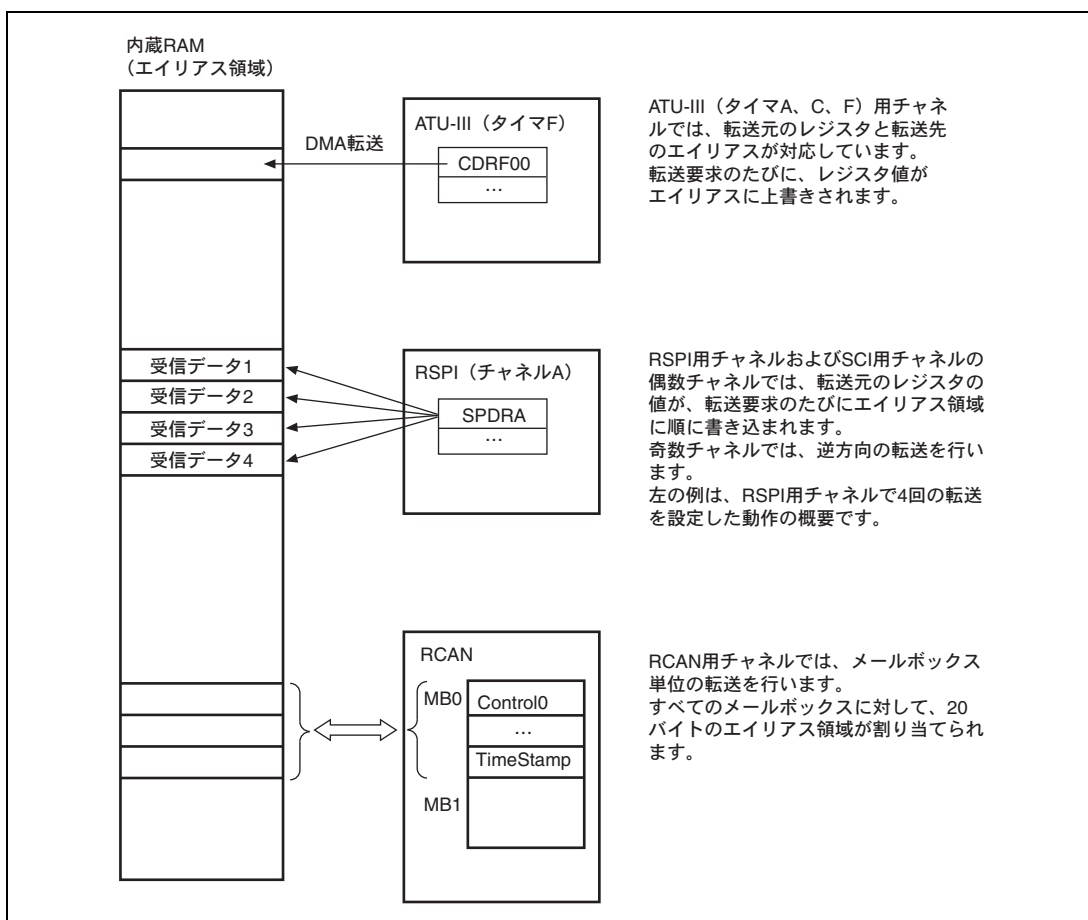 内蔵RAM
（エイリアス領域）
DMA転送
ATU-III（タイマF）
CDRF00
…
ATU-III（タイマA、C、F）用チャネ
ルでは、転送元のレジスタと転送先
のエイリアスが対応しています。
転送要求のたびに、レジスタ値が
エイリアスに上書きされます。
受信データ1
受信データ2
受信データ3
受信データ4
RSPI（チャネルA）
SPDRA
…
RSPI用チャネルおよびSCI用チャネルの
偶数チャネルでは、転送元のレジスタの
値が、転送要求のたびにエイリアス領域
に順に書き込まれます。
奇数チャネルでは、逆方向の転送を行い
ます。
左の例は、RSPI用チャネルで4回の転送
を設定した動作の概要です。
RCAN
MB0
Control0
…
TimeStamp
MB1
RCAN用チャネルでは、メールボックス
単位の転送を行います。
すべてのメールボックスに対して、20
バイトのエイリアス領域が割り当てられ
ます。